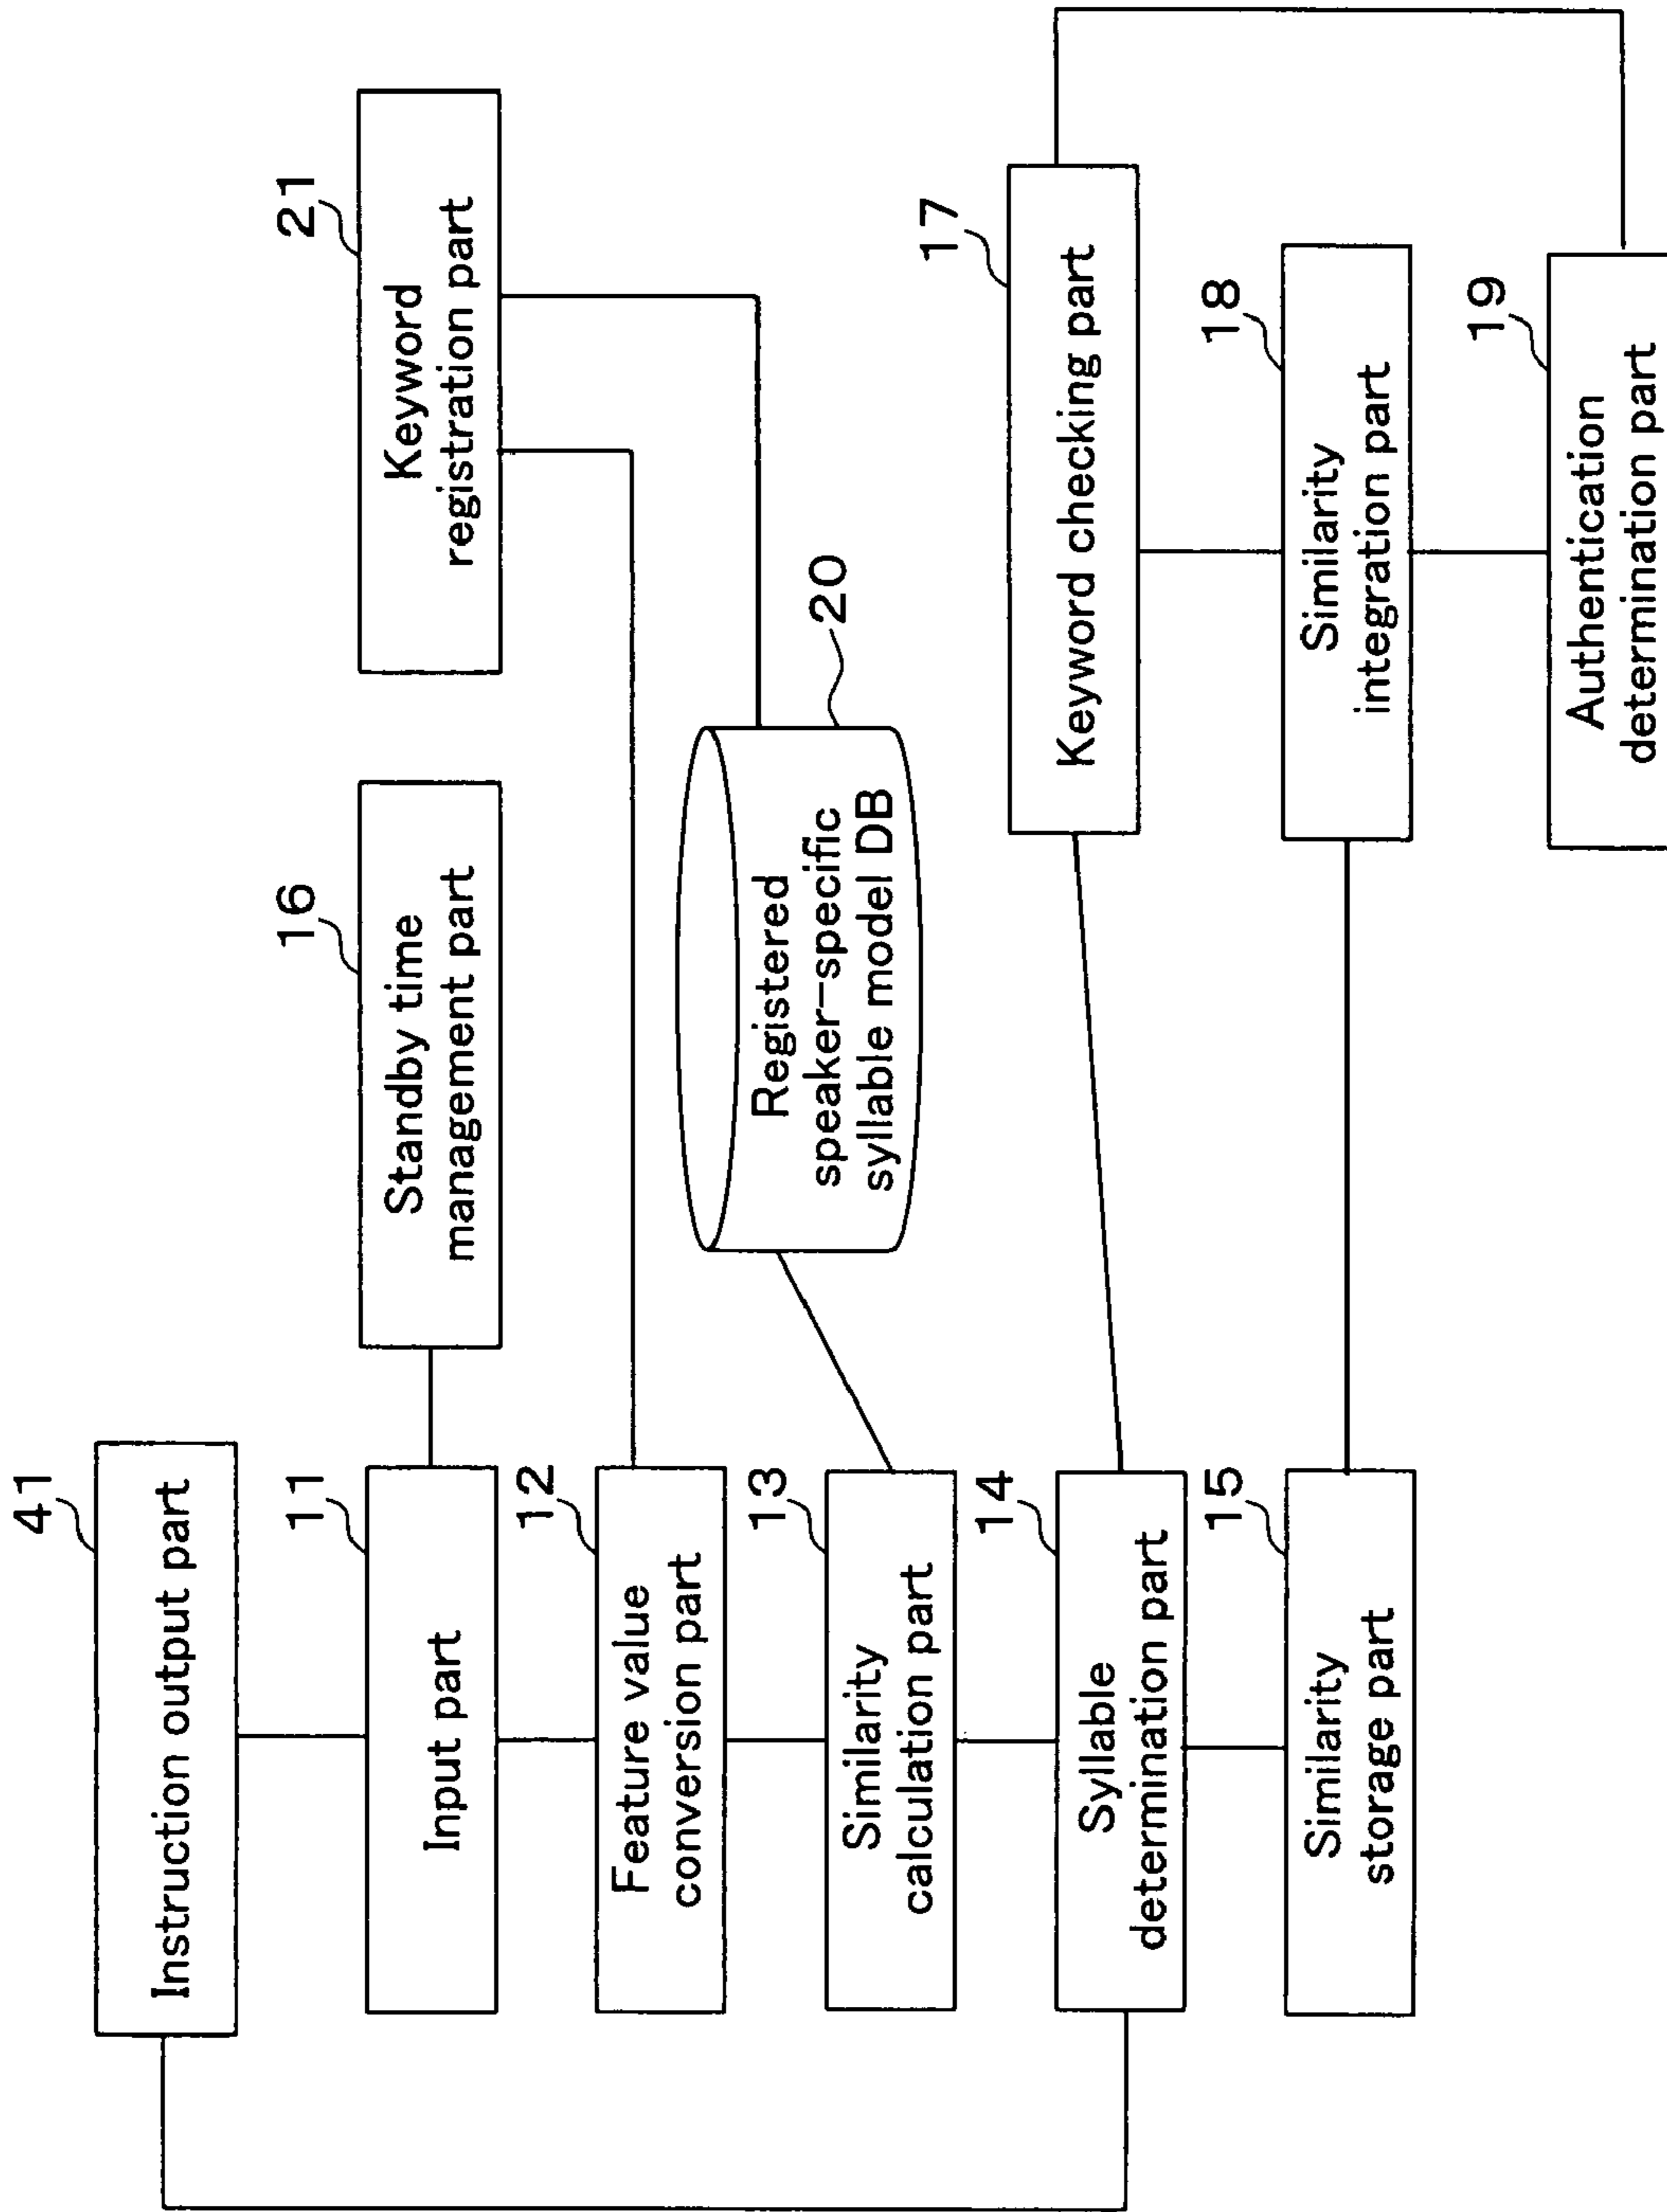 41
Instruction output part
11
Input part
16
Standby time
management part
21
Keyword
registration part
12
Feature value
conversion part
13
Similarity
calculation part
20
Registered
speaker-specific
syllable model DB
14
Syllable
determination part
17
Keyword checking part
15
Similarity
storage part
18
Similarity
integration part
19
Authentication
determination part